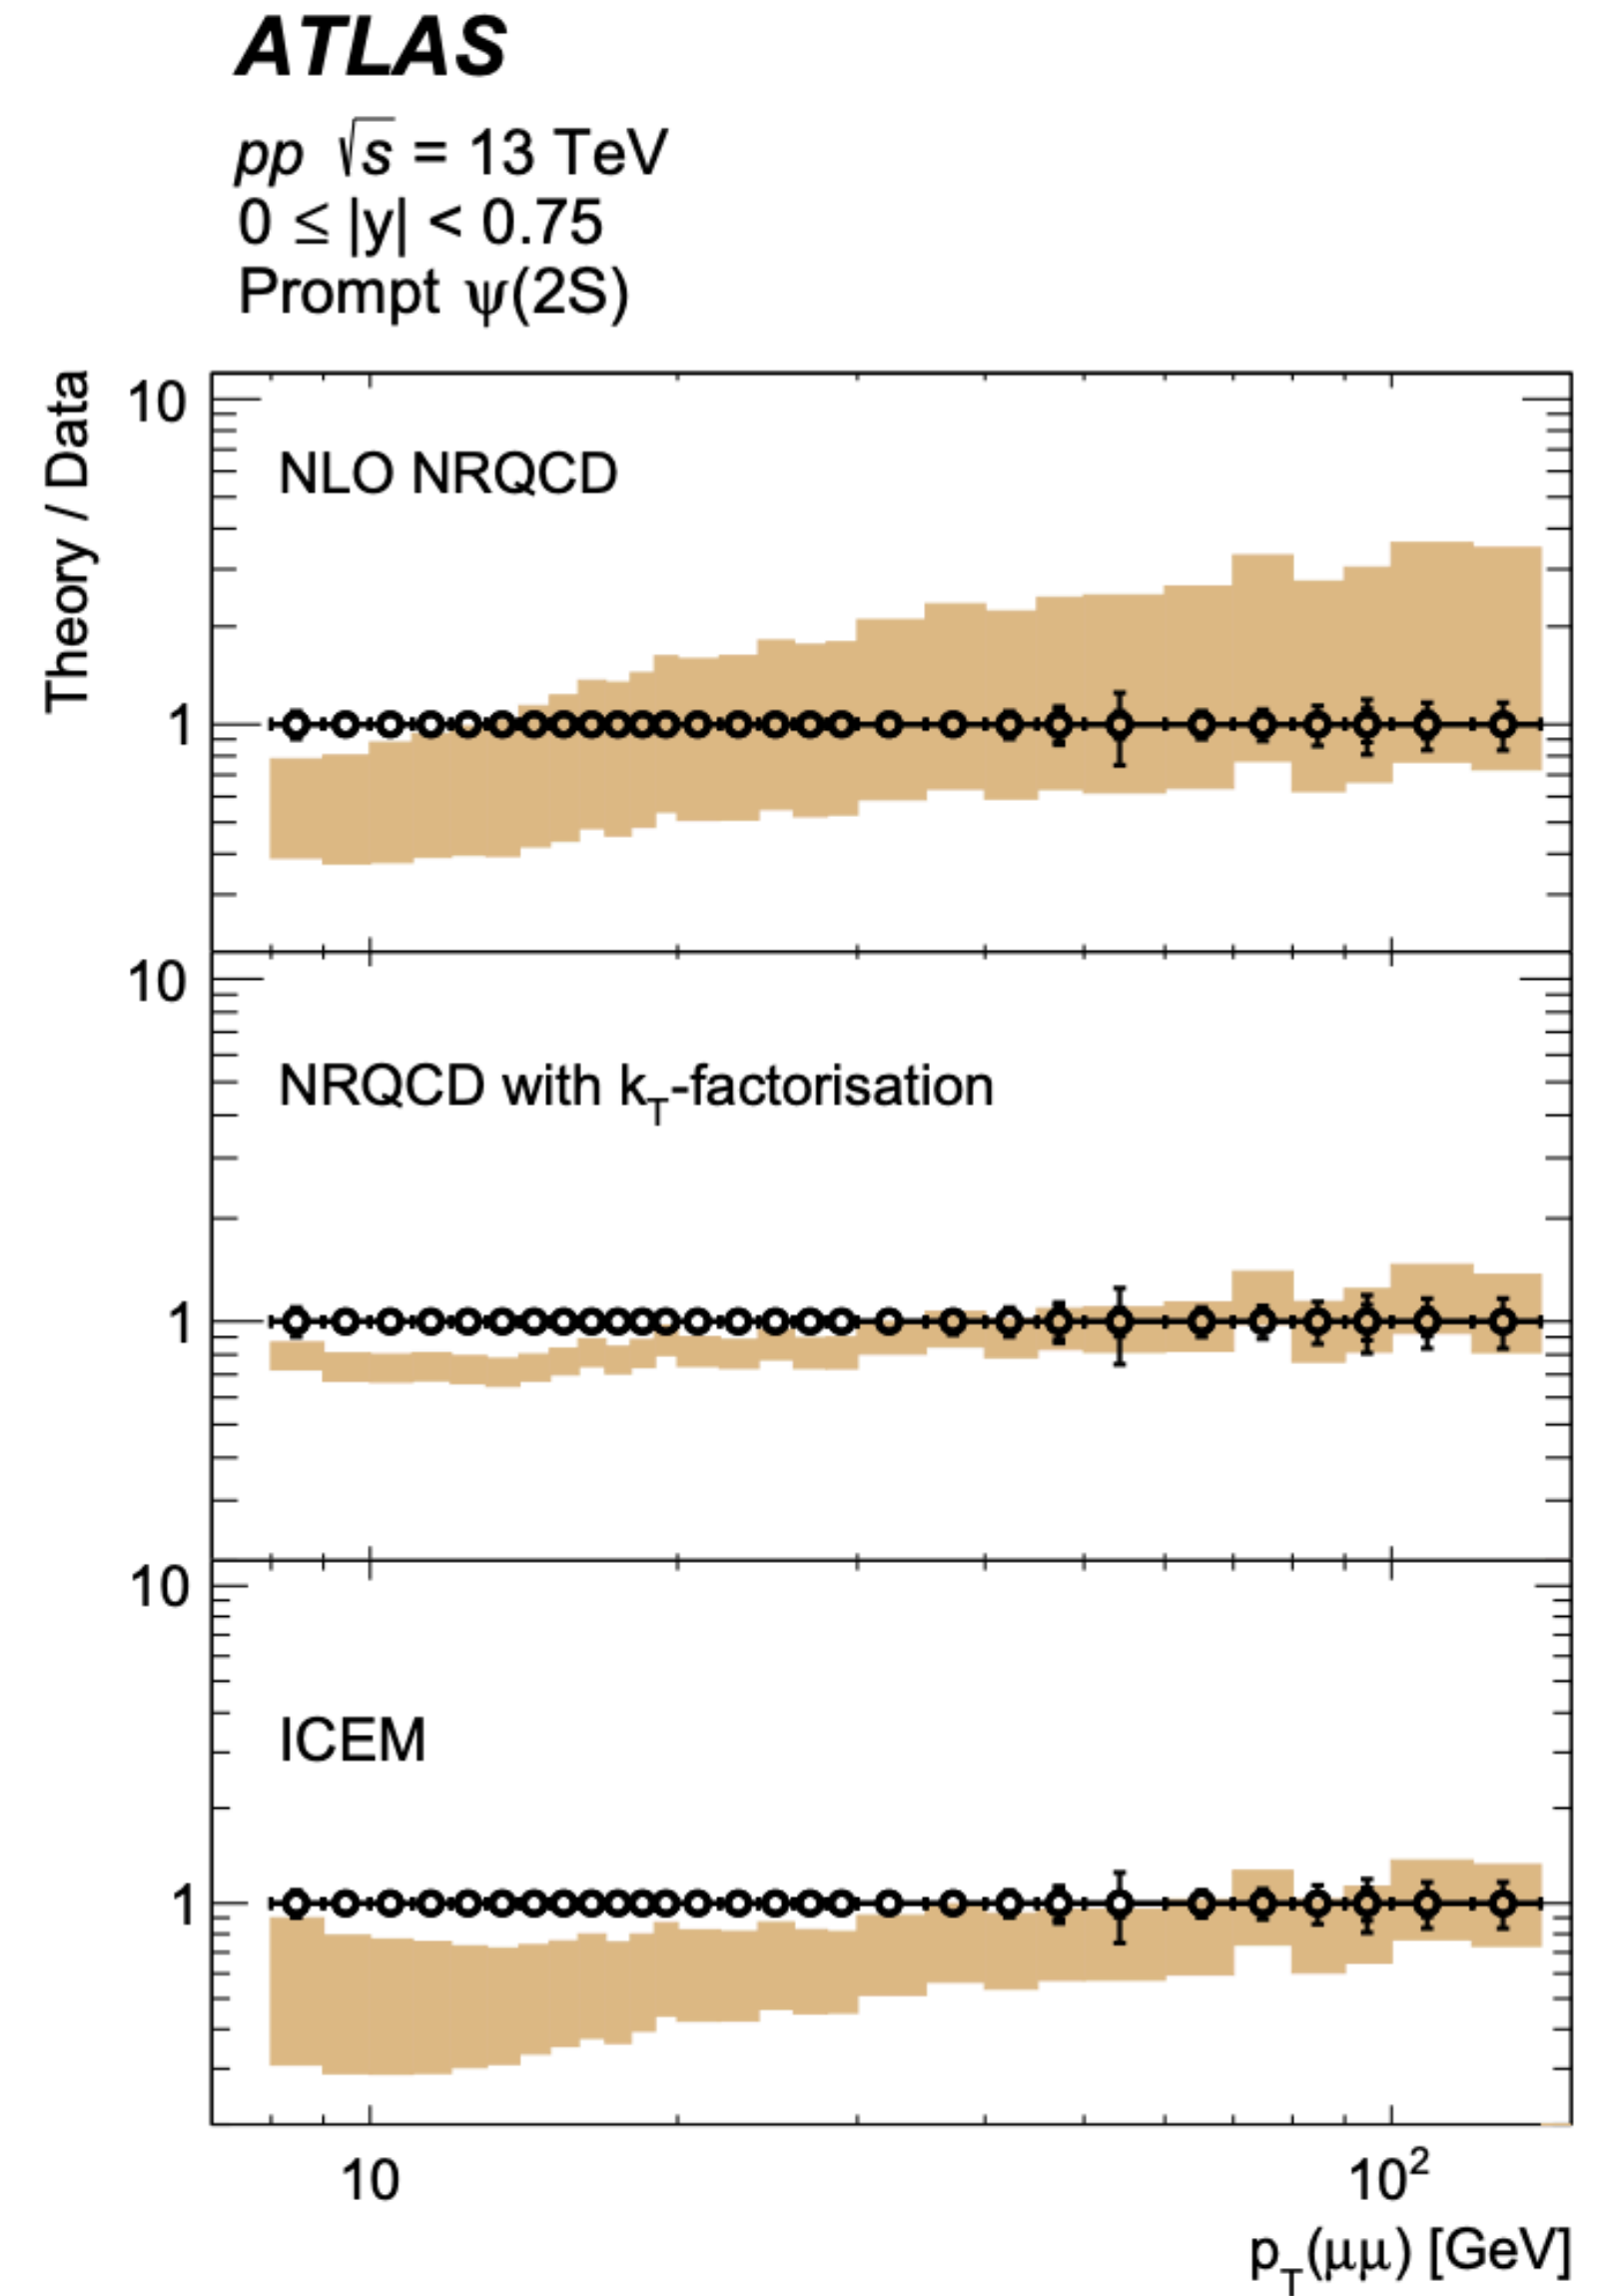 ATLAS
pp √s = 13 TeV
0 ≤ |y| < 0.75
Prompt ψ(2S)
Theory / Data
10
NLO NRQCD
1
10
NRQCD with k_T-factorisation
1
10
ICEM
1
10
10²
p_T(μμ) [GeV]